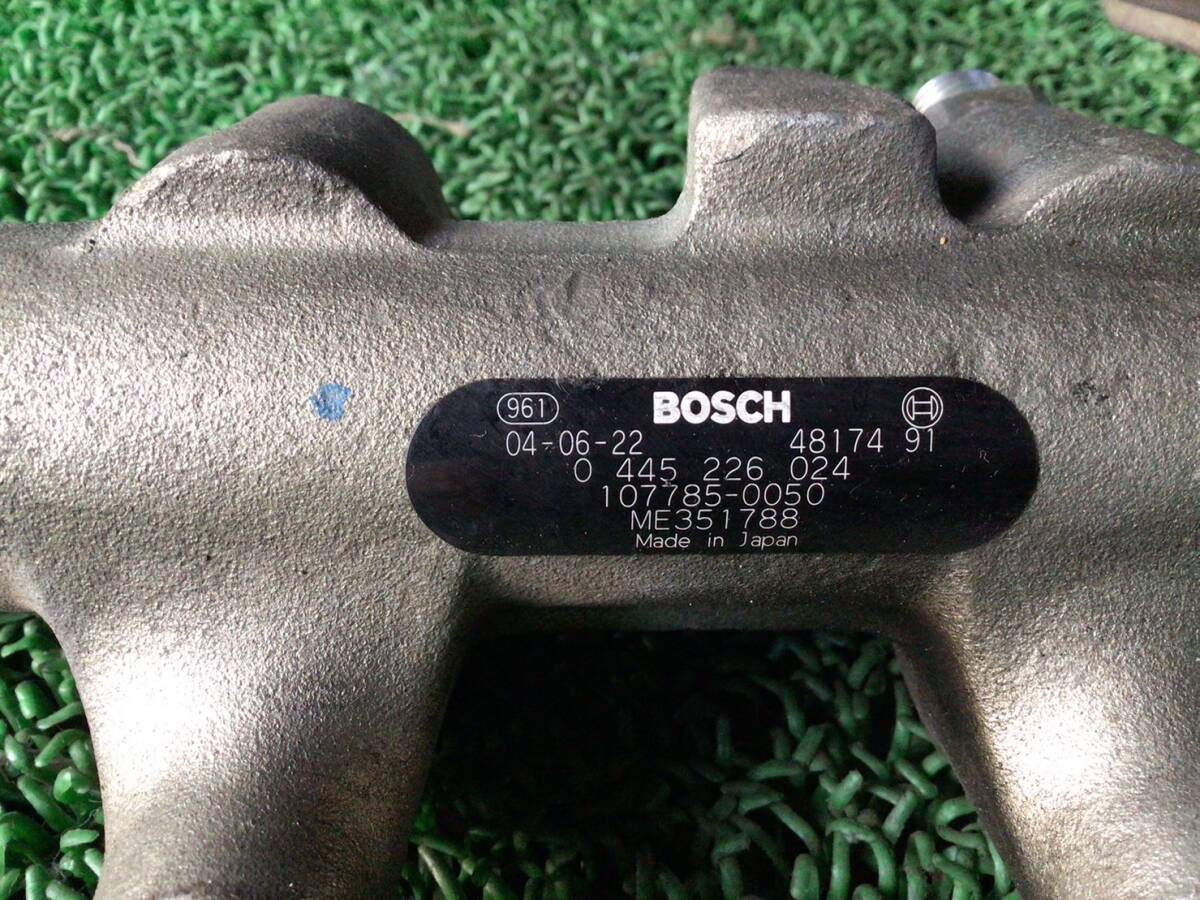 961 BOSCH
04-06-22 48174 91
0 445 226 024
107785-0050
ME351788
Made in Japan